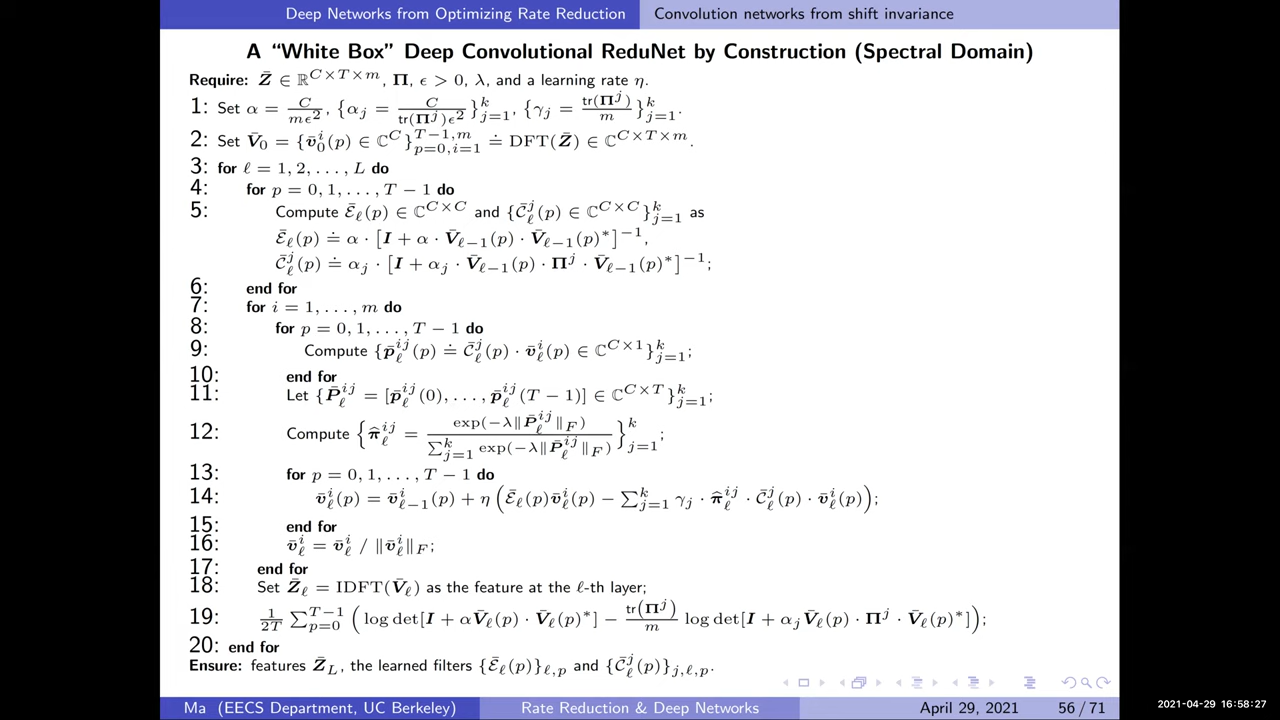 Deep Networks from Optimizing Rate Reduction    Convolution networks from shift invariance
A “White Box” Deep Convolutional ReduNet by Construction (Spectral Domain)
Require: Z̄ ∈ ℝ^{C×T×m}, Π, ϵ > 0, λ, and a learning rate η.
1: Set α = C/(mϵ²), {α_j = C/(tr(Π^j)ϵ²)}_{j=1}^k, {γ_j = tr(Π^j)/m}_{j=1}^k.
2: Set V̄_0 = {v̄_0^i(p) ∈ ℂ^C}_{p=0,i=1}^{T−1,m} ≐ DFT(Z̄) ∈ ℂ^{C×T×m}.
3: for ℓ = 1, 2, . . . , L do
4: for p = 0, 1, . . . , T − 1 do
5: Compute Ē_ℓ(p) ∈ ℂ^{C×C} and {C̄_ℓ^j(p) ∈ ℂ^{C×C}}_{j=1}^k as
Ē_ℓ(p) ≐ α · [I + α · V̄_{ℓ−1}(p) · V̄_{ℓ−1}(p)*]^{−1},
C̄_ℓ^j(p) ≐ α_j · [I + α_j · V̄_{ℓ−1}(p) · Π^j · V̄_{ℓ−1}(p)*]^{−1};
6: end for
7: for i = 1, . . . , m do
8: for p = 0, 1, . . . , T − 1 do
9: Compute {p̄_ℓ^{ij}(p) ≐ C̄_ℓ^j(p) · v̄_ℓ^i(p) ∈ ℂ^{C×1}}_{j=1}^k;
10: end for
11: Let {P̄_ℓ^{ij} = [p̄_ℓ^{ij}(0), . . . , p̄_ℓ^{ij}(T − 1)] ∈ ℂ^{C×T}}_{j=1}^k;
12: Compute {π̂_ℓ^{ij} = exp(−λ‖P̄_ℓ^{ij}‖_F) / ∑_{j=1}^k exp(−λ‖P̄_ℓ^{ij}‖_F)}_{j=1}^k;
13: for p = 0, 1, . . . , T − 1 do
14: v̄_ℓ^i(p) = v̄_{ℓ−1}^i(p) + η (Ē_ℓ(p)v̄_ℓ^i(p) − ∑_{j=1}^k γ_j · π̂_ℓ^{ij} · C̄_ℓ^j(p) · v̄_ℓ^i(p));
15: end for
16: v̄_ℓ^i = v̄_ℓ^i / ‖v̄_ℓ^i‖_F;
17: end for
18: Set Z̄_ℓ = IDFT(V̄_ℓ) as the feature at the ℓ-th layer;
19: 1/(2T) ∑_{p=0}^{T−1} (log det[I + αV̄_ℓ(p) · V̄_ℓ(p)*] − tr(Π^j)/m log det[I + α_jV̄_ℓ(p) · Π^j · V̄_ℓ(p)*]);
20: end for
Ensure: features Z̄_L, the learned filters {Ē_ℓ(p)}_{ℓ,p} and {C̄_ℓ^j(p)}_{j,ℓ,p}.
Ma (EECS Department, UC Berkeley)    Rate Reduction & Deep Networks    April 29, 2021    56 / 71
2021-04-29 16:58:27